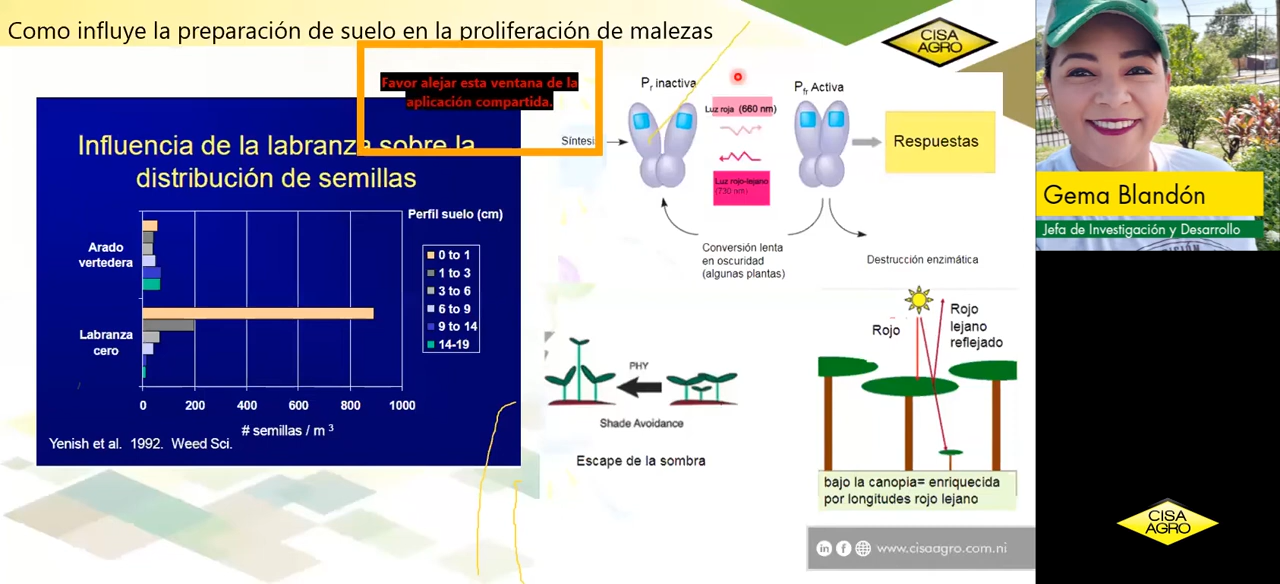 Como influye la preparación de suelo en la proliferación de malezas
CISA
AGRO
Favor alejar esta ventana de la
aplicación compartida.
Influencia de la labranza sobre la
distribución de semillas
Perfil suelo (cm)
Arado
vertedera
Labranza
cero
0 to 1
1 to 3
3 to 6
6 to 9
9 to 14
14-19
0 200 400 600 800 1000
# semillas / m 3
Yenish et al. 1992. Weed Sci.
Pr inactiva
Luz roja (660 nm)
Pfr Activa
Síntesis
Respuestas
Luz rojo-lejano
(730 nm)
Conversión lenta
en oscuridad
(algunas plantas)
Destrucción enzimática
PHY
Shade Avoidance
Escape de la sombra
Rojo
Rojo
lejano
reflejado
bajo la canopia= enriquecida
por longitudes rojo lejano
www.cisaagro.com.ni
Gema Blandón
Jefa de Investigación y Desarrollo
CISA
AGRO